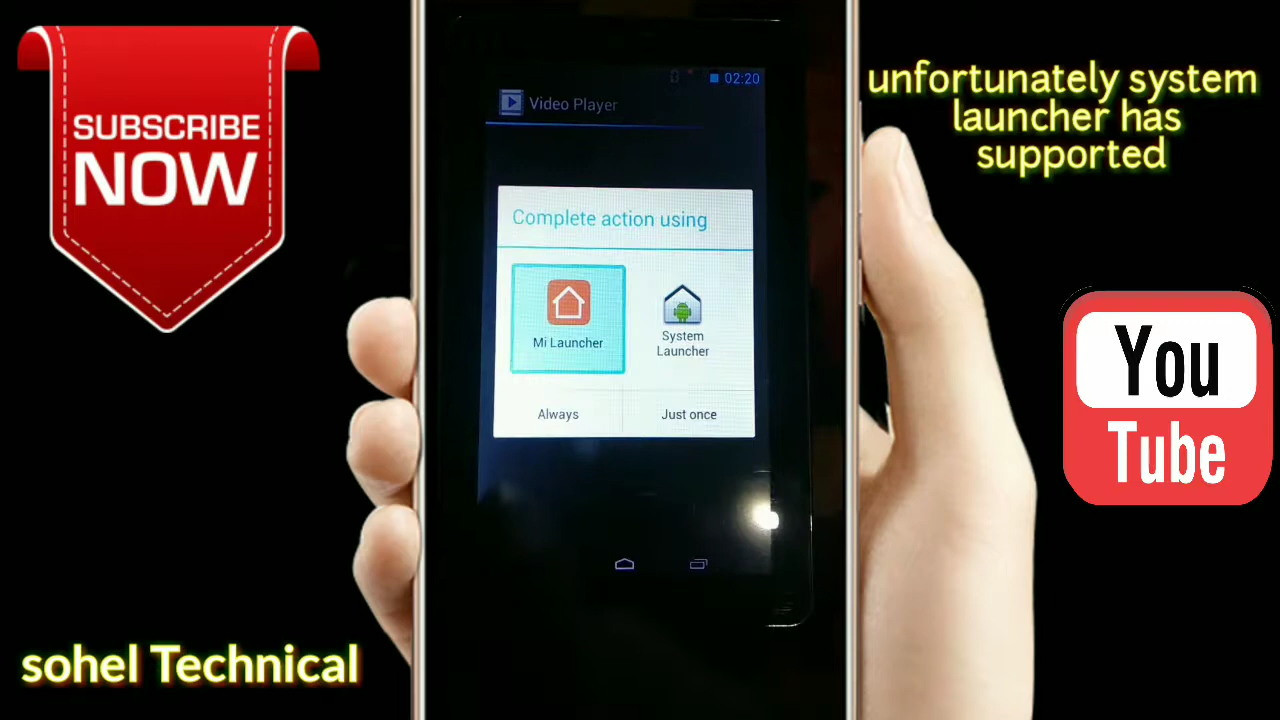 SUBSCRIBE
NOW
02:20
Video Player
unfortunately system
launcher has
supported
Complete action using
Mi Launcher
System
Launcher
Always
Just once
You
Tube
sohel Technical